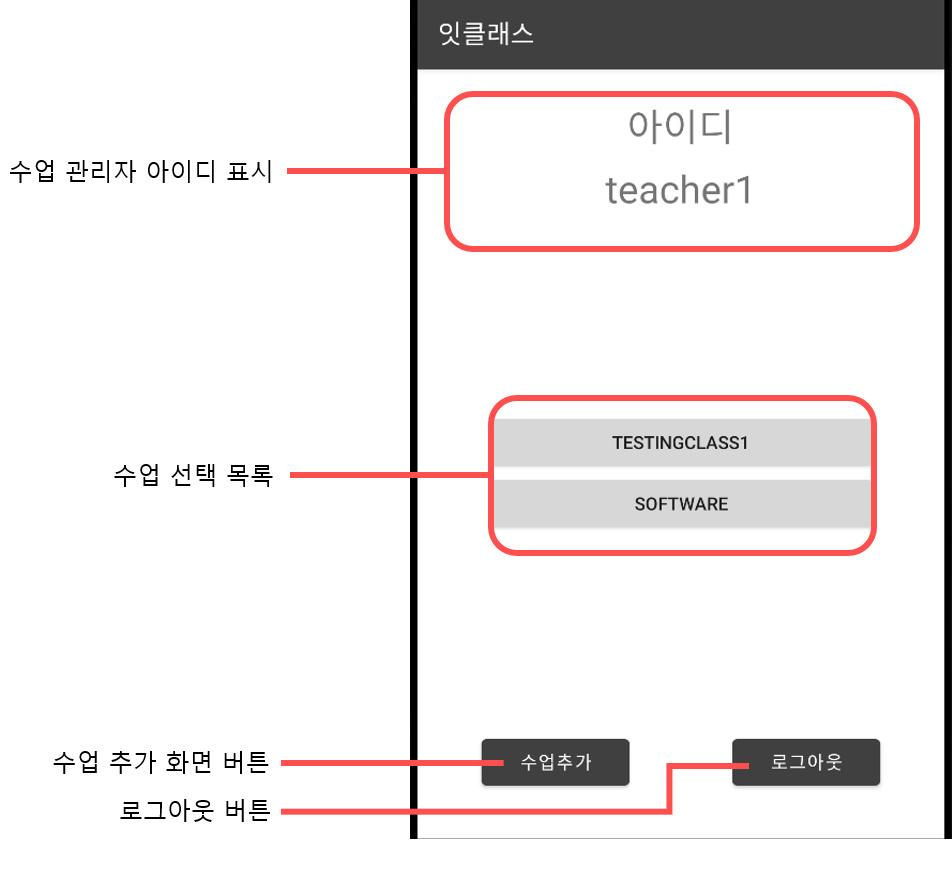 잇클래스
아이디
수업 관리자 아이디 표시
teacher1
TESTINGCLASS1
수업 선택 목록
SOFTWARE
수업 추가 화면 버튼
수업추가
로그아웃
로그아웃 버튼